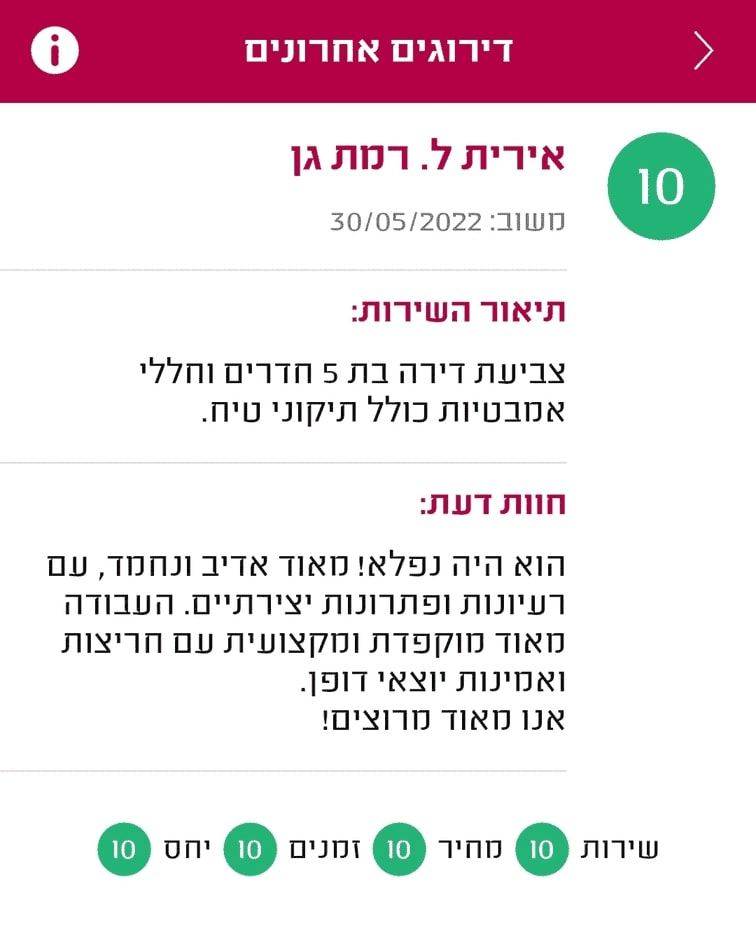 דירוגים אחרונים
10
אירית ל. רמת גן
משוב: 30/05/2022
תיאור השירות:
צביעת דירה בת 5 חדרים וחללי
אמבטיות כולל תיקוני טיח.
חוות דעת:
הוא היה נפלא! מאוד אדיב ונחמד, עם
רעיונות ופתרונות יצירתיים. העבודה
מאוד מוקפדת ומקצועית עם חריצות
ואמינות יוצאי דופן.
אנו מאוד מרוצים!
שירות 10 מחיר 10 זמנים 10 יחס 10